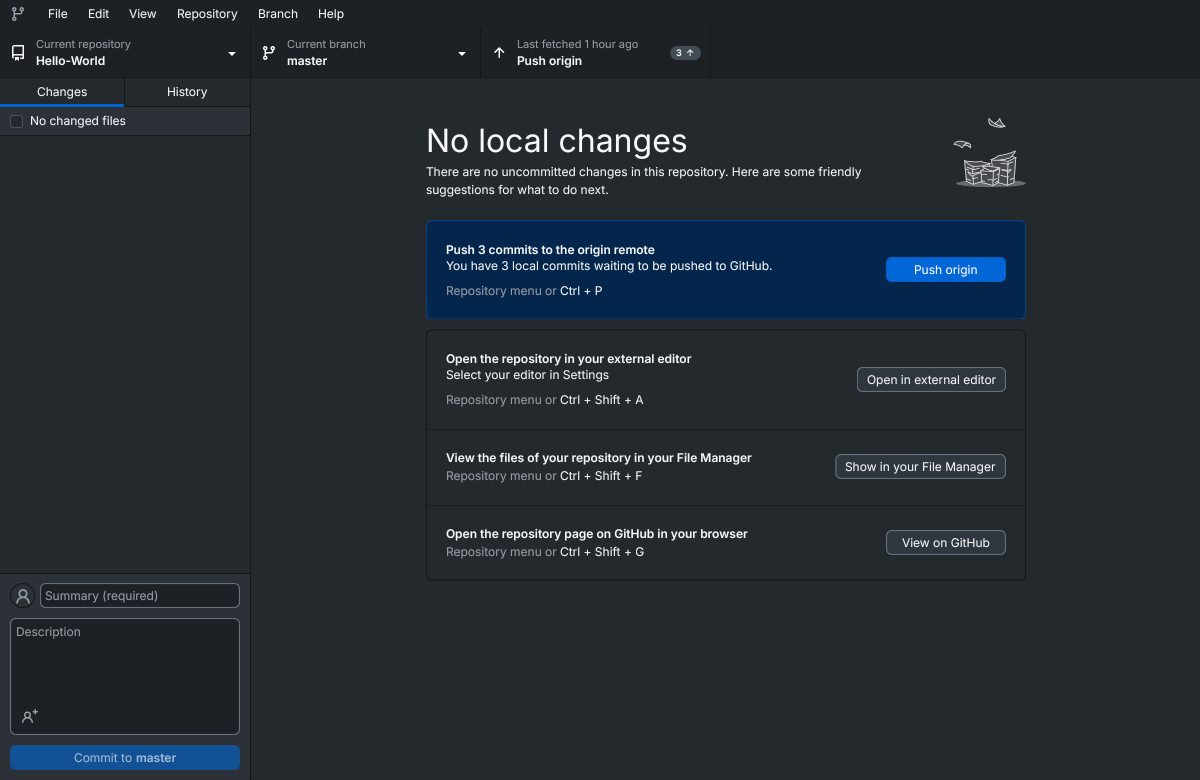 File Edit View Repository Branch Help
Current repository
Hello-World
Current branch
master
Last fetched 1 hour ago
Push origin
3
Changes
History
No changed files
No local changes
There are no uncommitted changes in this repository. Here are some friendly
suggestions for what to do next.
Push 3 commits to the origin remote
You have 3 local commits waiting to be pushed to GitHub.
Repository menu or Ctrl + P
Push origin
Open the repository in your external editor
Select your editor in Settings
Repository menu or Ctrl + Shift + A
Open in external editor
View the files of your repository in your File Manager
Repository menu or Ctrl + Shift + F
Show in your File Manager
Open the repository page on GitHub in your browser
Repository menu or Ctrl + Shift + G
View on GitHub
Summary (required)
Description
Commit to master